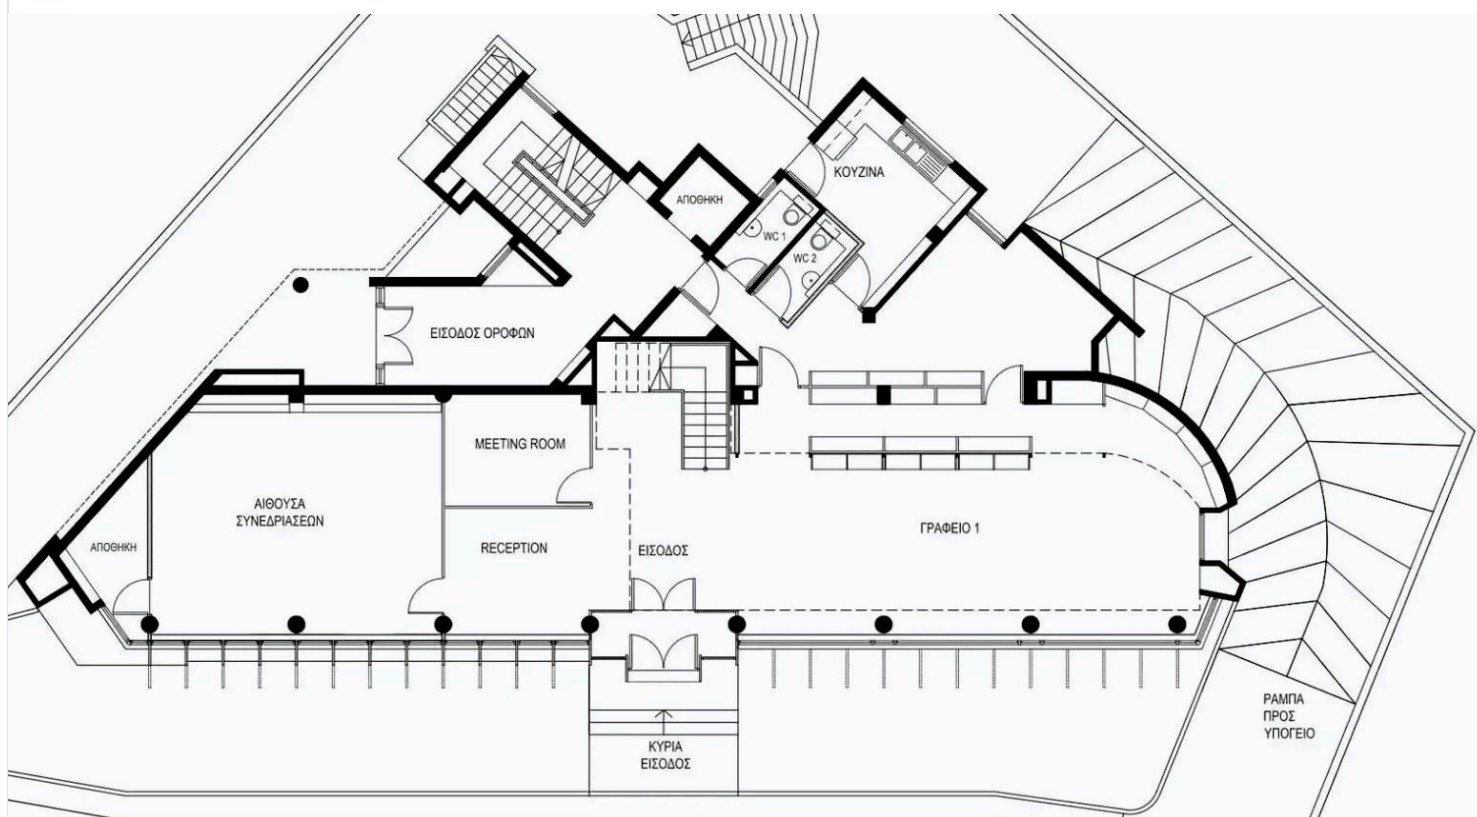 ΚΟΥΖΙΝΑ
ΑΠΟΘΗΚΗ
WC 1
WC 2
ΕΙΣΟΔΟΣ ΟΡΟΦΩΝ
MEETING ROOM
ΑΙΘΟΥΣΑ
ΣΥΝΕΔΡΙΑΣΕΩΝ
ΑΠΟΘΗΚΗ
RECEPTION
ΕΙΣΟΔΟΣ
ΓΡΑΦΕΙΟ 1
ΡΑΜΠΑ
ΠΡΟΣ
ΥΠΟΓΕΙΟ
ΚΥΡΙΑ
ΕΙΣΟΔΟΣ